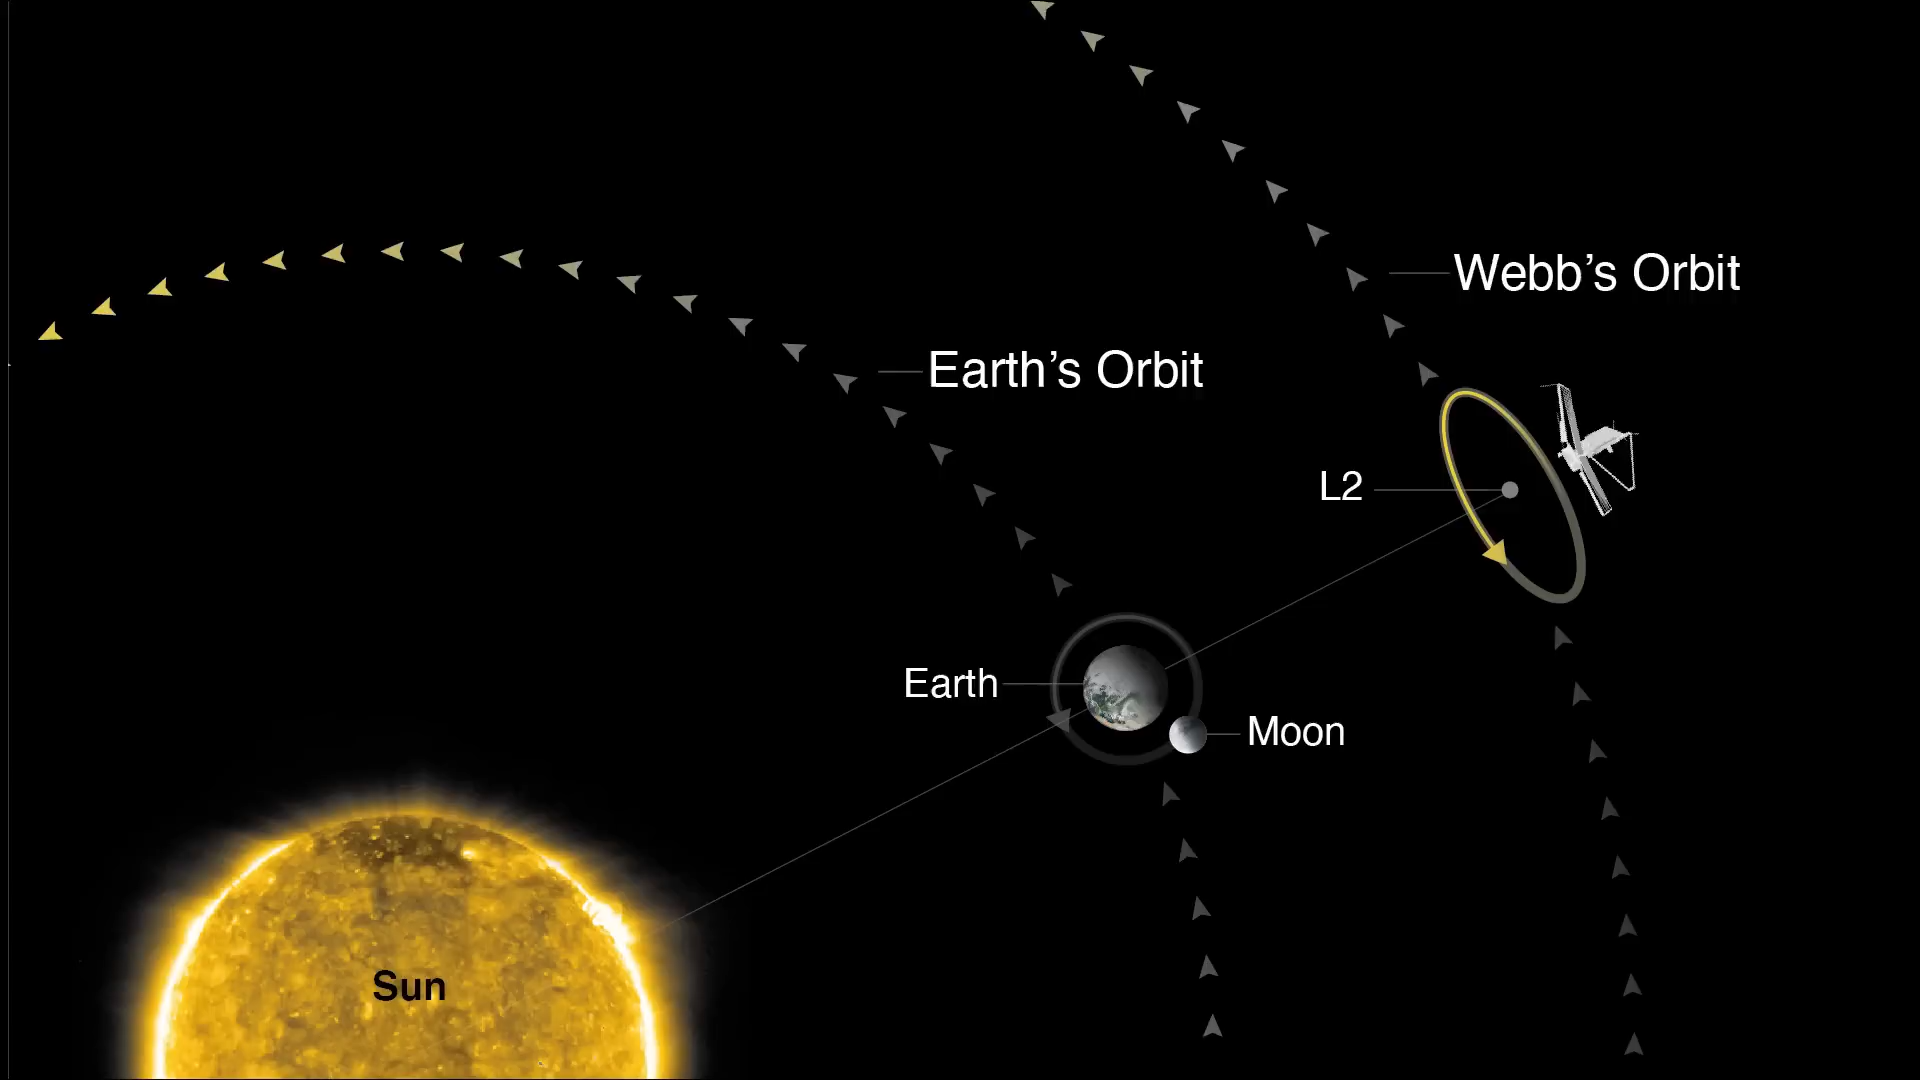 Webb’s Orbit
Earth’s Orbit
L2
Earth
Moon
Sun